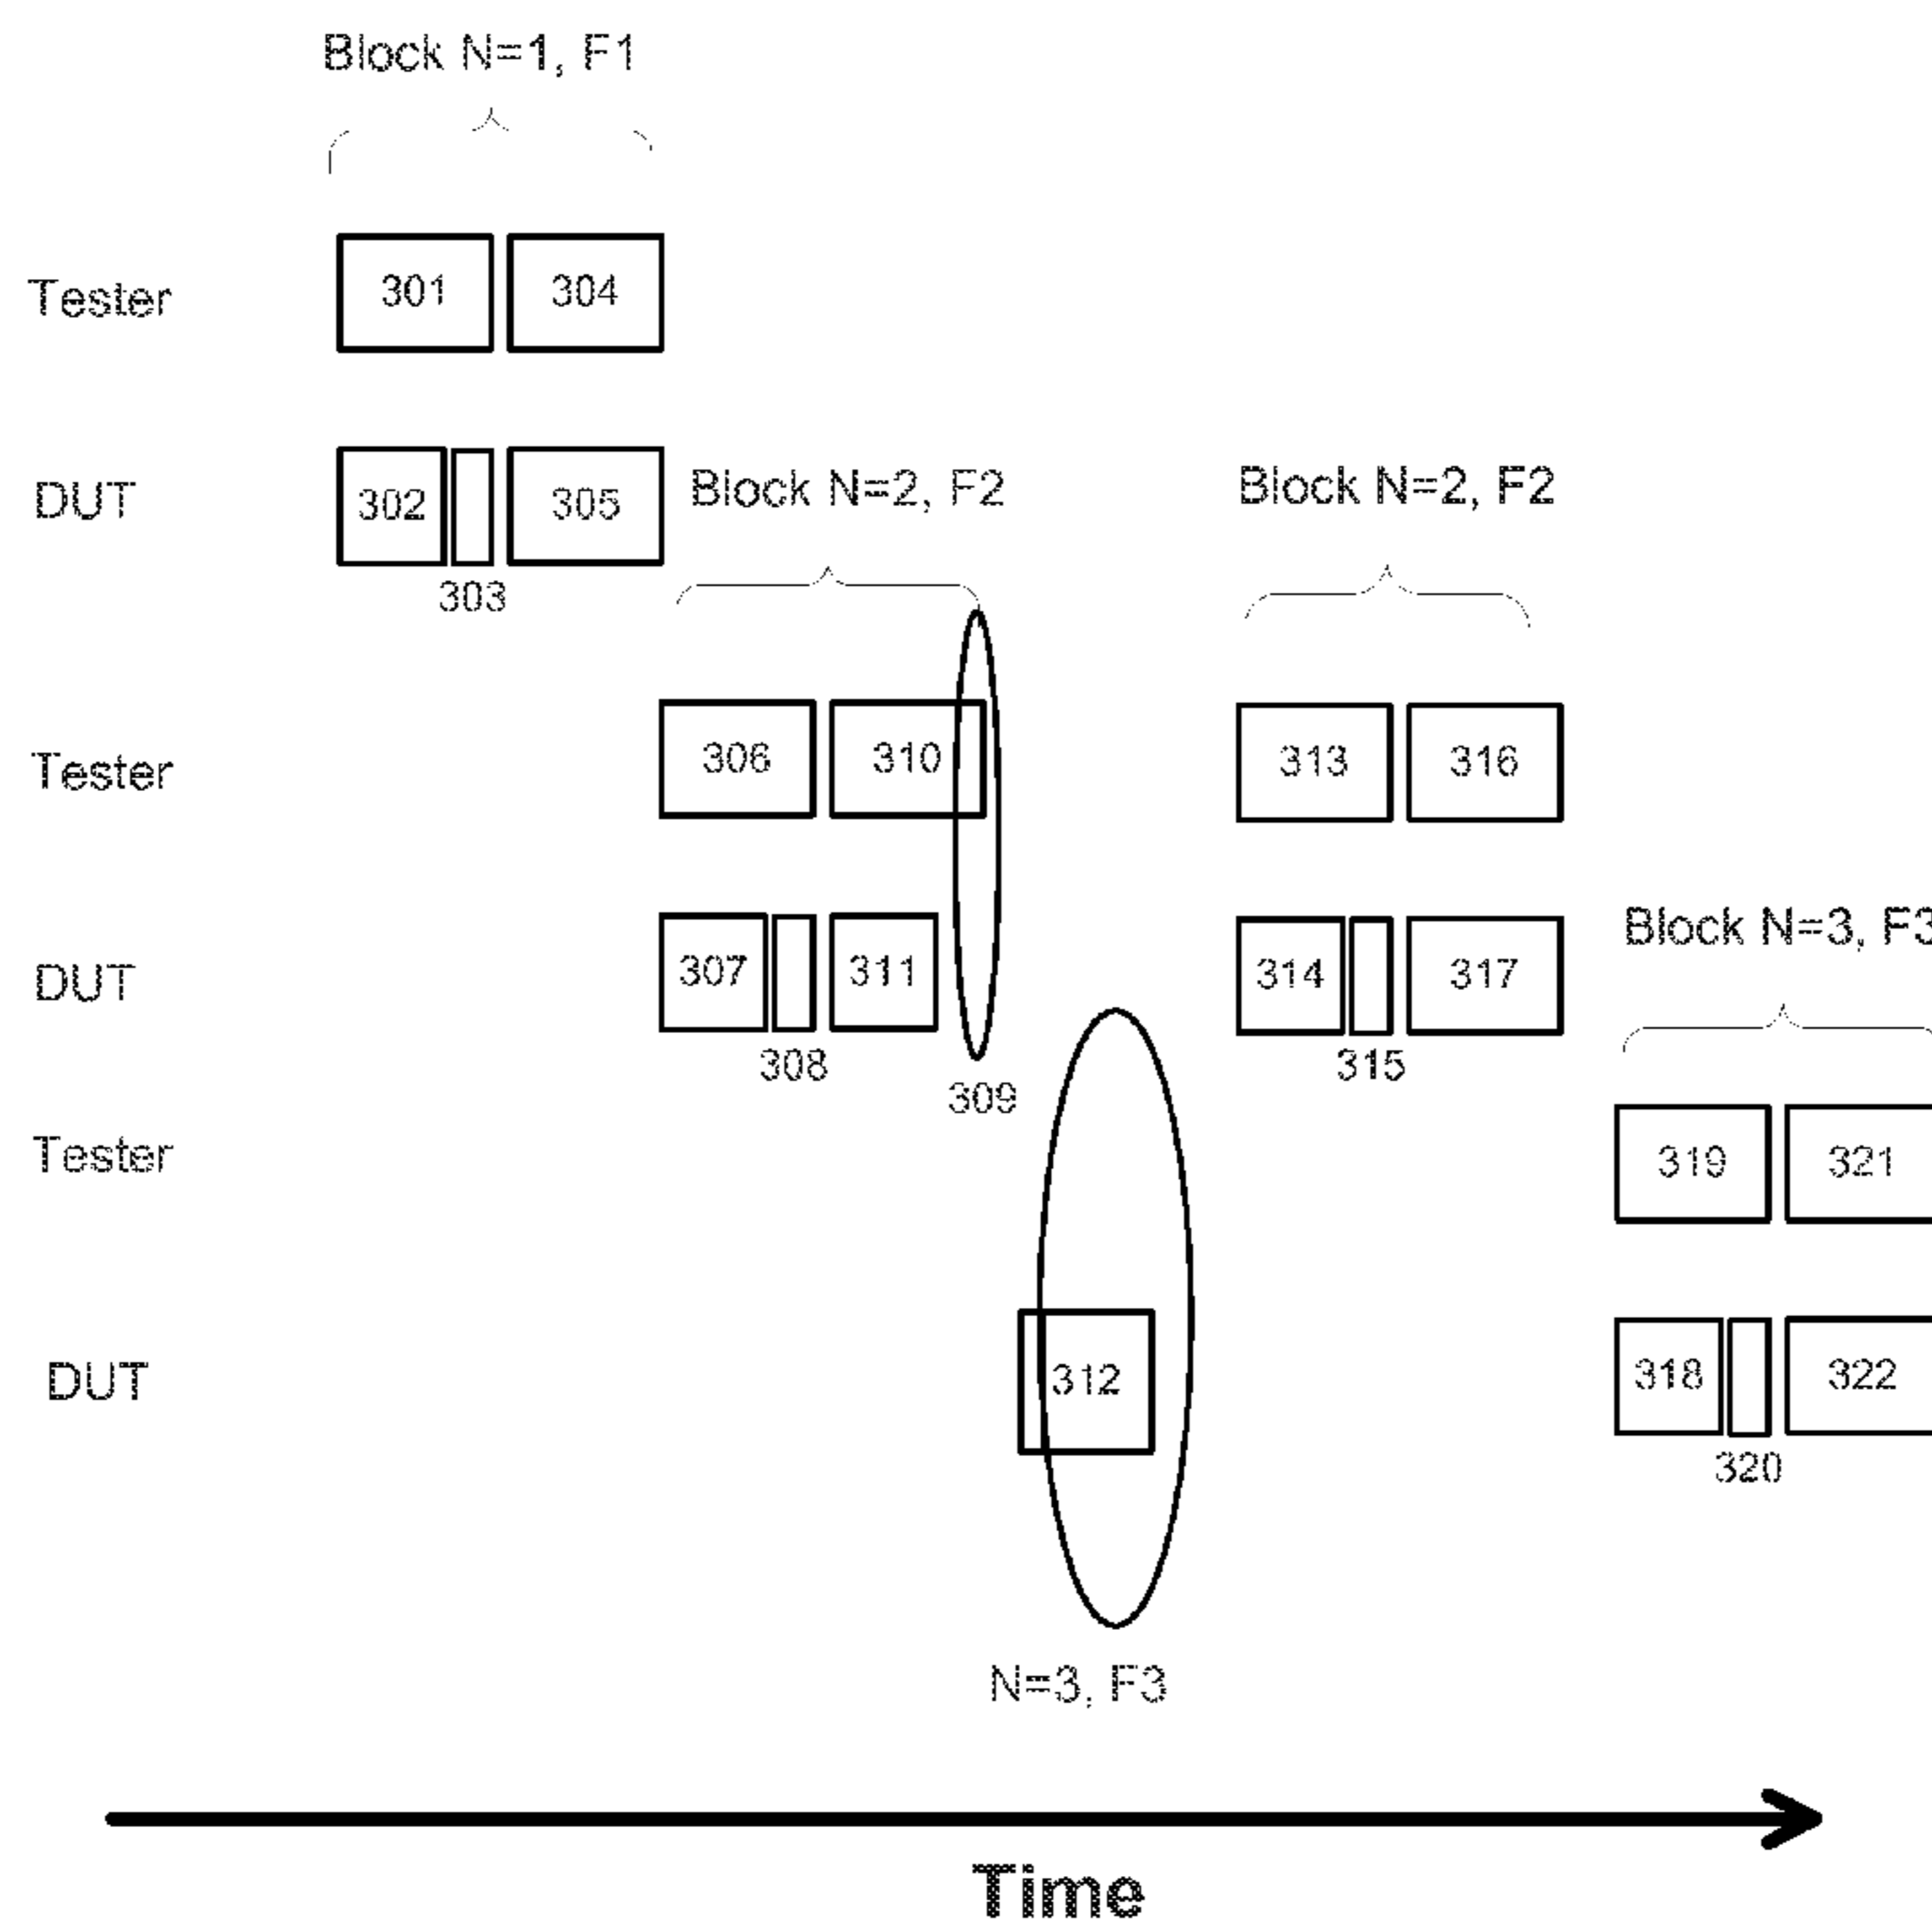 Block N=1, F1
Tester
301
304
DUT
302
305
303
Block N=2, F2
Block N=2, F2
Tester
306
310
313
316
DUT
307
311
314
317
308
309
315
Block N=3, F3
Tester
319
321
DUT
312
318
322
320
N=3, F3
Time